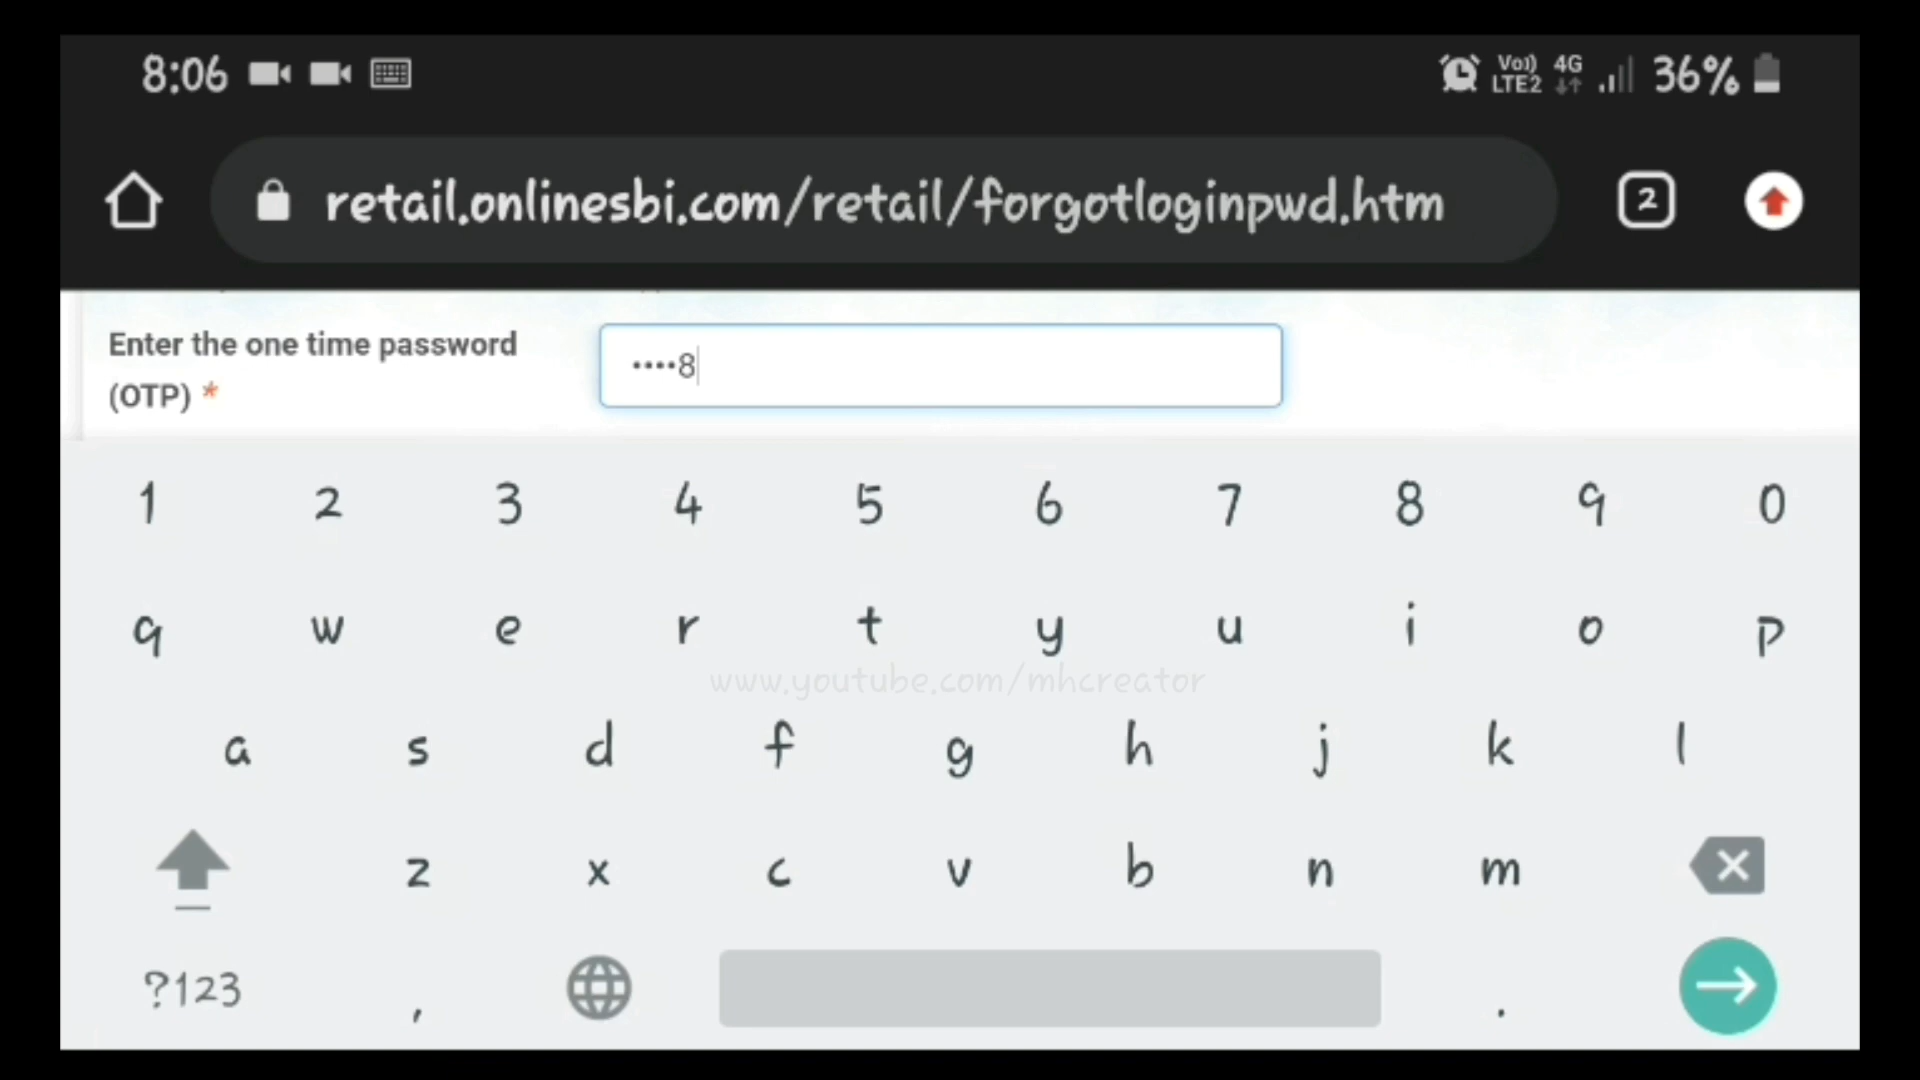 8:06 Vo)) LTE2 4G 36%
retail.onlinesbi.com/retail/forgotloginpwd.htm 2
Enter the one time password
(OTP) *
••••8
1 2 3 4 5 6 7 8 9 0
q w e r t y u i o p
www.youtube.com/mhcreator
a s d f g h j k l
z x c v b n m
?123 , .